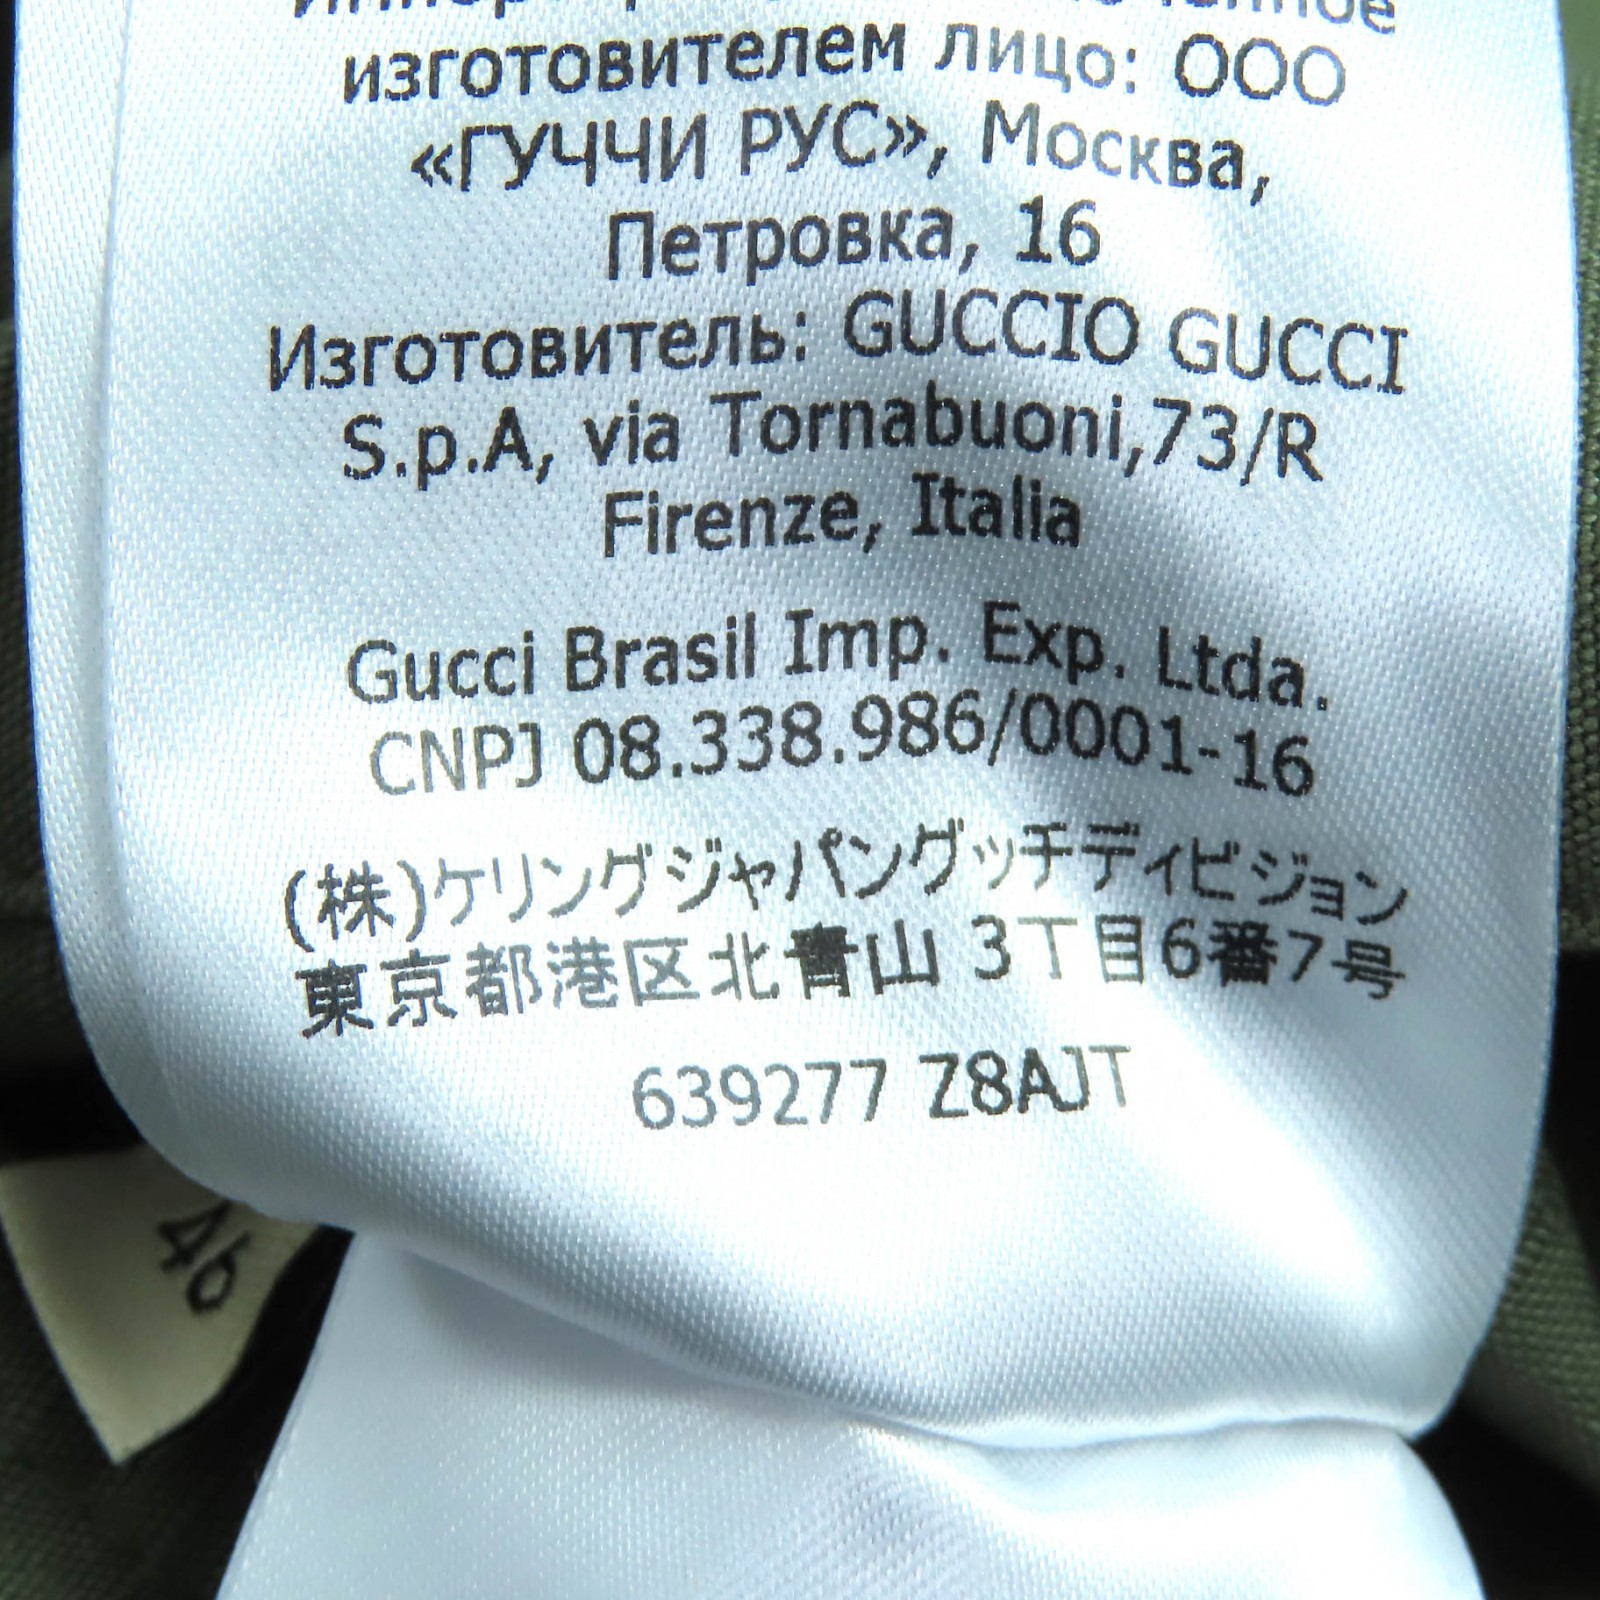 изготовителем лицо: ООО
«ГУЧЧИ РУС», Москва,
Петровка, 16
Изготовитель: GUCCIO GUCCI
S.p.A, via Tornabuoni,73/R
Firenze, Italia
Gucci Brasil Imp. Exp. Ltda.
CNPJ 08.338.986/0001-16
(株)ケリングジャパングッチディビジョン
東京都港区北青山 3丁目6番7号
639277 Z8AJT
46